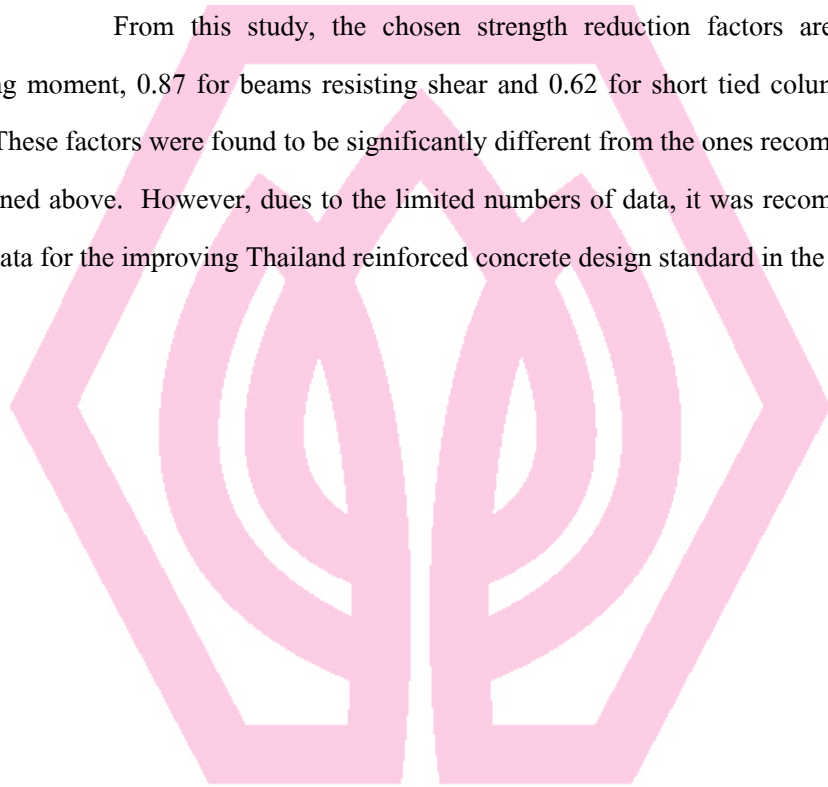 From this study, the chosen strength reduction factors are
ng moment, 0.87 for beams resisting shear and 0.62 for short tied colum
These factors were found to be significantly different from the ones recom
ned above. However, dues to the limited numbers of data, it was recom
ata for the improving Thailand reinforced concrete design standard in the